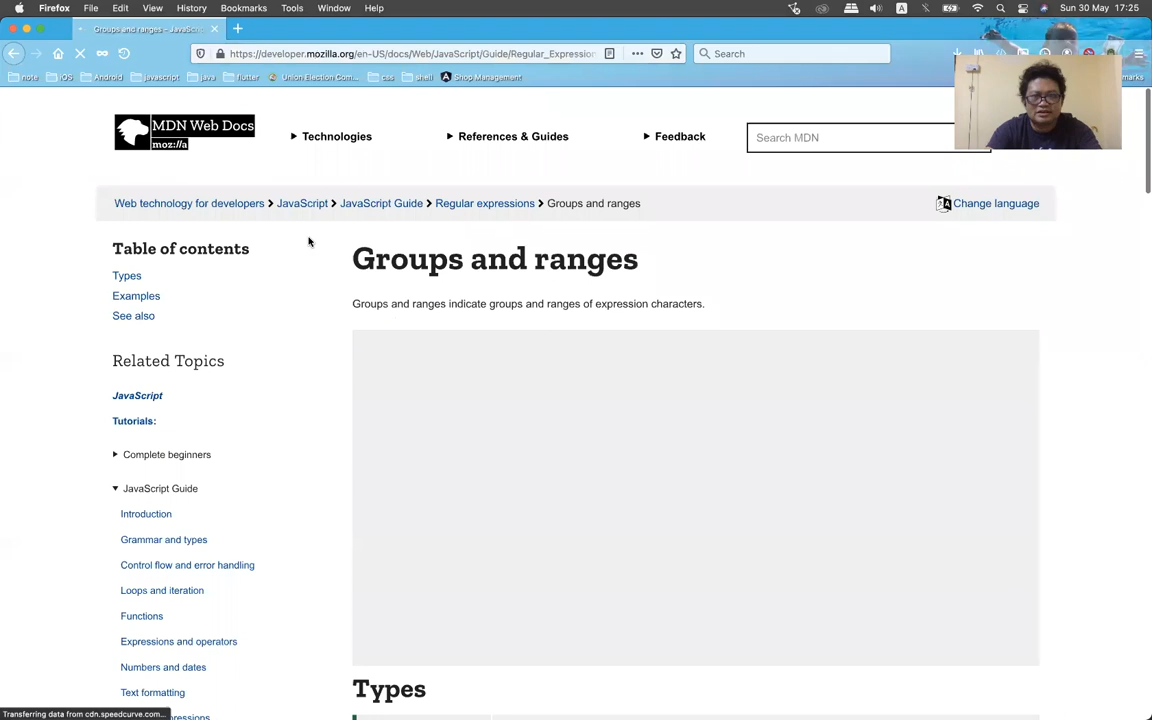 Firefox File Edit View History Bookmarks Tools Window Help Sun 30 May 17:25
Groups and ranges - JavaSc
https://developer.mozilla.org/en-US/docs/Web/JavaScript/Guide/Regular_Expression
Search
note iOS Android javascript java flutter Union Election Com... css shell Shop Management
MDN Web Docs
moz://a
Technologies
References & Guides
Feedback
Search MDN
Web technology for developers JavaScript JavaScript Guide Regular expressions Groups and ranges
Change language
Table of contents
Types
Examples
See also
Related Topics
JavaScript
Tutorials:
Complete beginners
JavaScript Guide
Introduction
Grammar and types
Control flow and error handling
Loops and iteration
Functions
Expressions and operators
Numbers and dates
Text formatting
Groups and ranges
Groups and ranges indicate groups and ranges of expression characters.
Types
Transferring data from cdn.speedcurve.com...